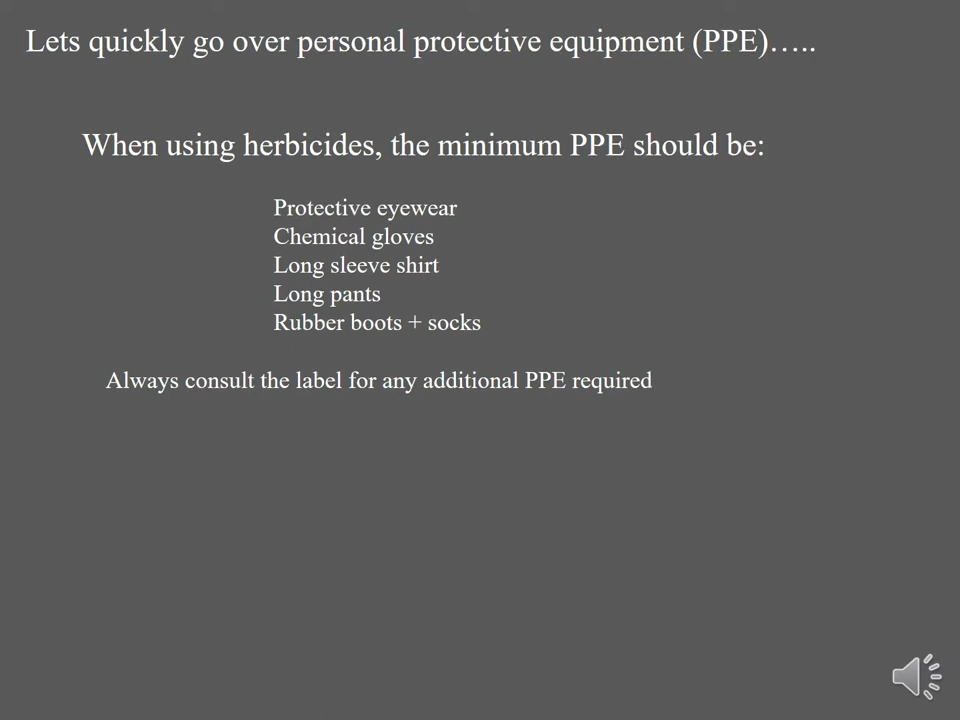 Lets quickly go over personal protective equipment (PPE)…..
When using herbicides, the minimum PPE should be:
Protective eyewear
Chemical gloves
Long sleeve shirt
Long pants
Rubber boots + socks
Always consult the label for any additional PPE required